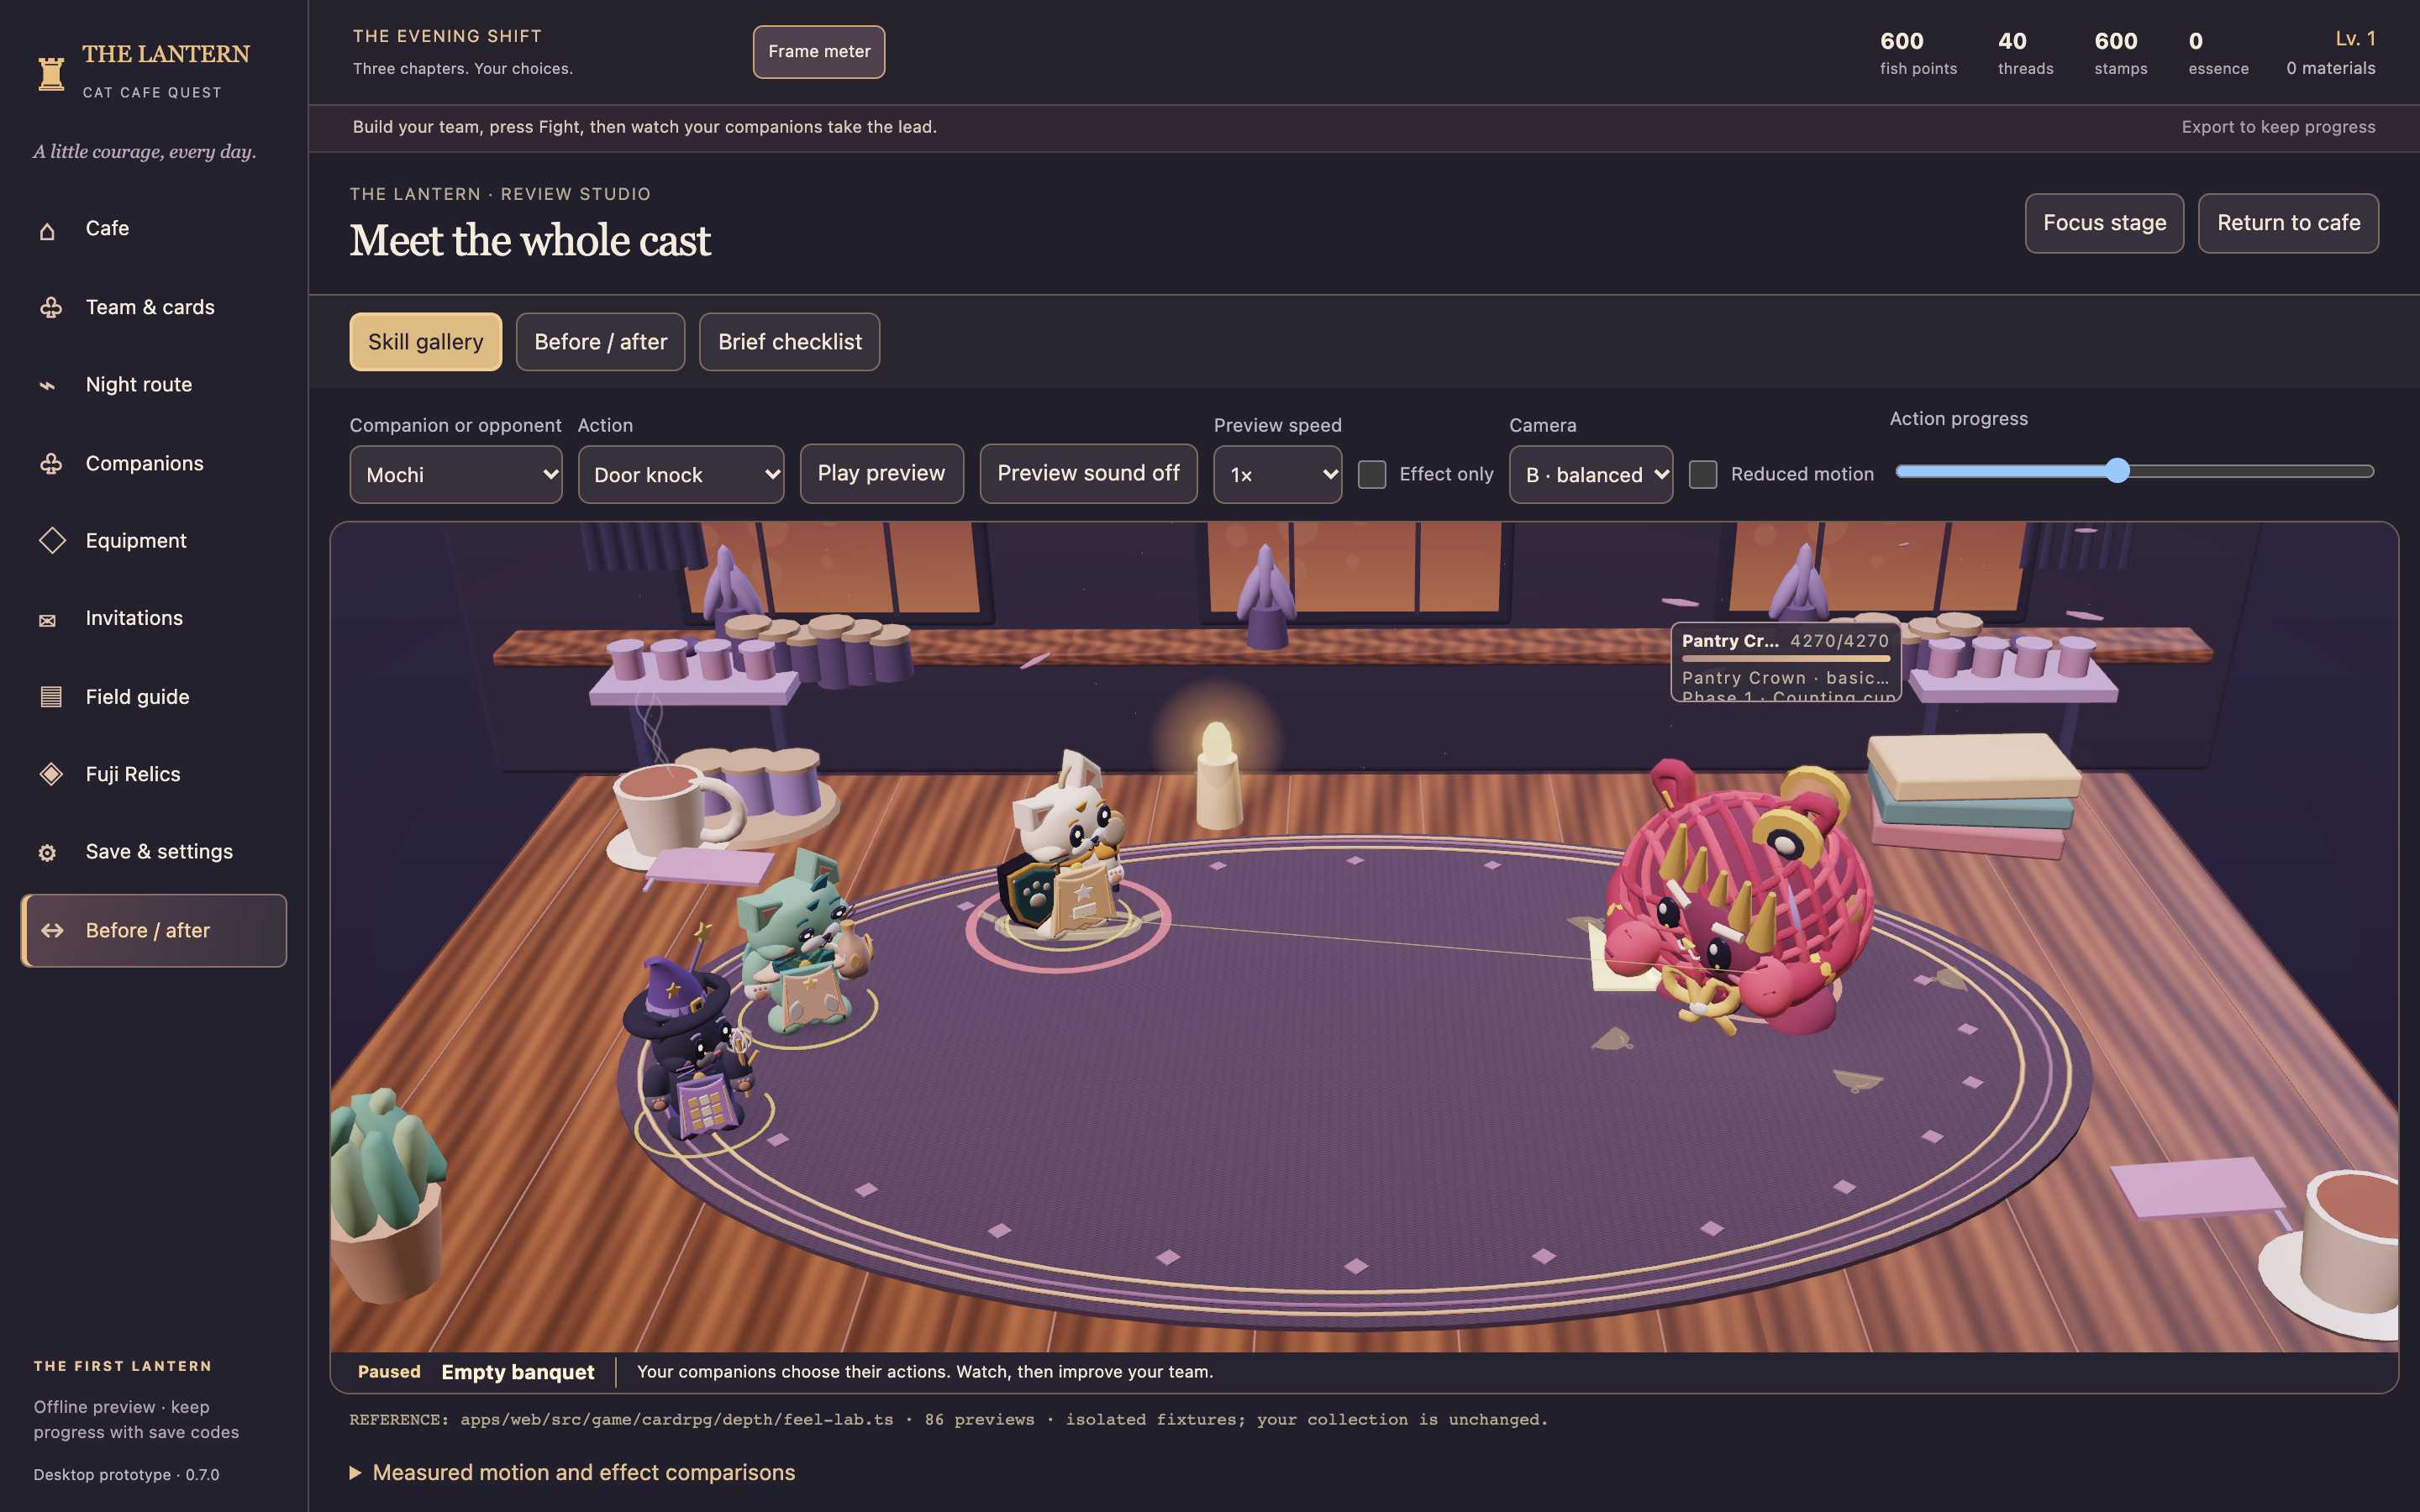 THE LANTERN
CAT CAFE QUEST
A little courage, every day.
Cafe
Team & cards
Night route
Companions
Equipment
Invitations
Field guide
Fuji Relics
Save & settings
Before / after
THE FIRST LANTERN
Offline preview · keep
progress with save codes
Desktop prototype · 0.7.0
THE EVENING SHIFT
Three chapters. Your choices.
Frame meter
600
fish points
40
threads
600
stamps
0
essence
Lv. 1
0 materials
Build your team, press Fight, then watch your companions take the lead.
Export to keep progress
THE LANTERN · REVIEW STUDIO
Meet the whole cast
Focus stage
Return to cafe
Skill gallery
Before / after
Brief checklist
Companion or opponent
Mochi
Action
Door knock
Play preview
Preview sound off
Preview speed
1×
Effect only
Camera
B · balanced
Reduced motion
Action progress
Pantry Cr... 4270/4270
Pantry Crown · basic...
Phase 1 · Counting cup
Paused Empty banquet Your companions choose their actions. Watch, then improve your team.
REFERENCE: apps/web/src/game/cardrpg/depth/feel-lab.ts · 86 previews · isolated fixtures; your collection is unchanged.
Measured motion and effect comparisons